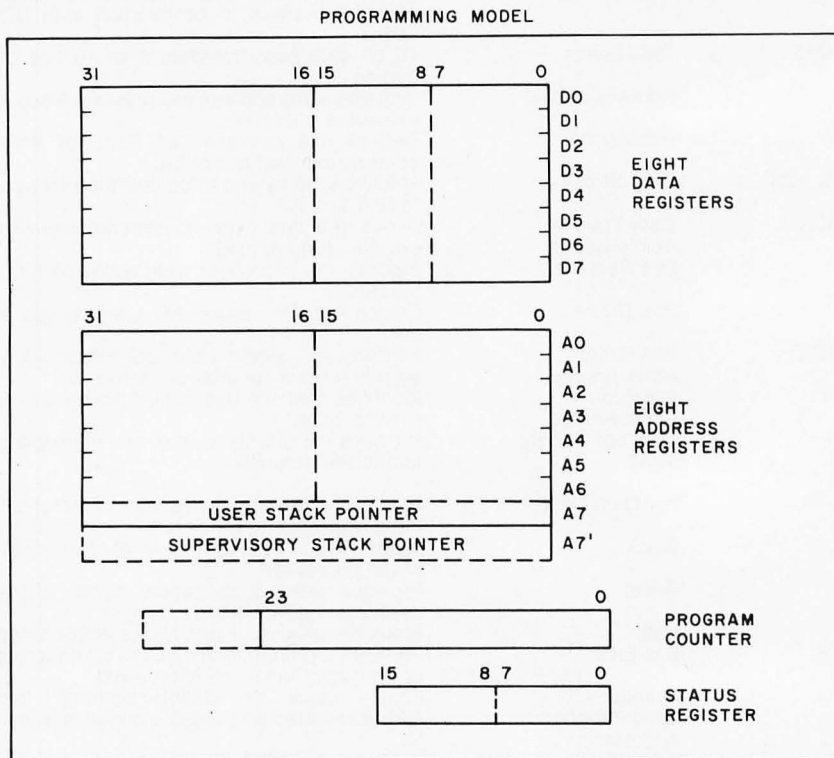 PROGRAMMING MODEL
31 16 15 8 7 0
D0
D1
D2
D3
D4
D5
D6
D7
EIGHT
DATA
REGISTERS
31 16 15 0
A0
A1
A2
A3
A4
A5
A6
A7
A7'
EIGHT
ADDRESS
REGISTERS
USER STACK POINTER
SUPERVISORY STACK POINTER
23 0
PROGRAM
COUNTER
15 8 7 0
STATUS
REGISTER